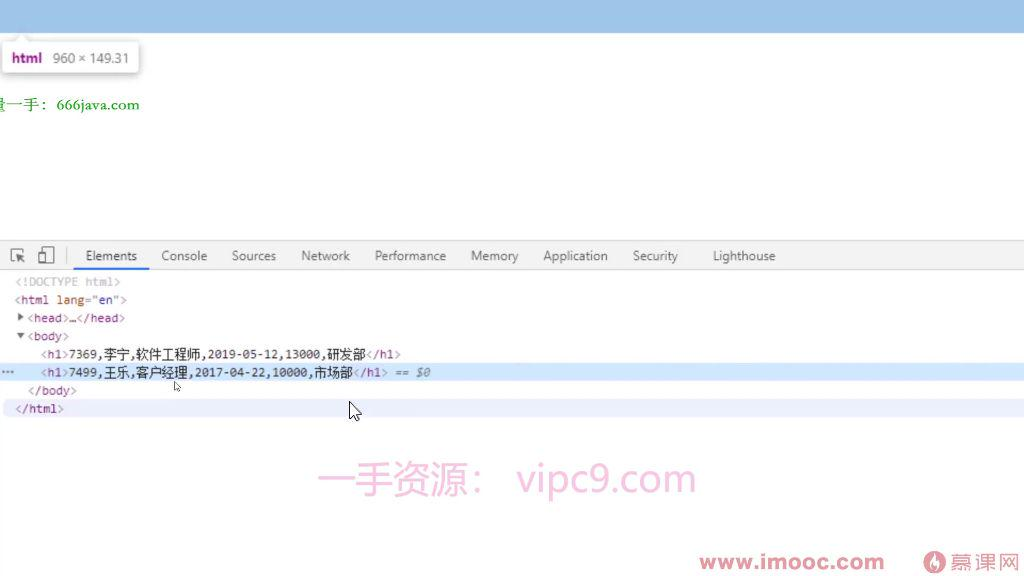 html 960 × 149.31
量一手：666java.com
Elements Console Sources Network Performance Memory Application Security Lighthouse
<!DOCTYPE html>
<html lang="en">
<head>…</head>
<body>
<h1>7369,李宁,软件工程师,2019-05-12,13000,研发部</h1>
<h1>7499,王乐,客户经理,2017-04-22,10000,市场部</h1> == $0
</body>
</html>
一手资源： vipc9.com
www.imooc.com 慕课网